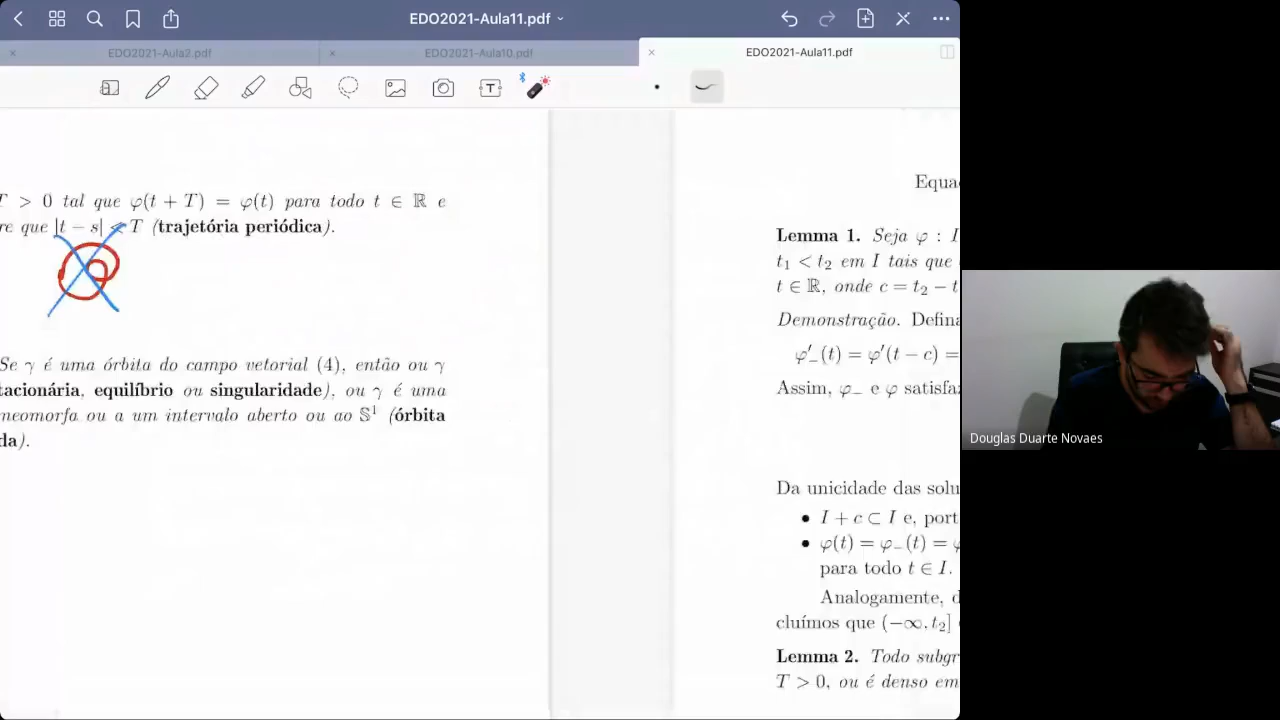 EDO2021-Aula11.pdf
EDO2021-Aula2.pdf
EDO2021-Aula10.pdf
EDO2021-Aula11.pdf
T > 0 tal que φ(t + T) = φ(t) para todo t ∈ ℝ e
re que |t − s| < T (trajetória periódica).
Se γ é uma órbita do campo vetorial (4), então ou γ
tacionária, equilíbrio ou singularidade), ou γ é uma
neomorfa ou a um intervalo aberto ou ao 𝕊¹ (órbita
da).
Equa
Lemma 1. Seja φ : I
t₁ < t₂ em I tais que
t ∈ ℝ, onde c = t₂ − t
Demonstração. Defina
φ′₋(t) = φ′(t − c) =
Assim, φ₋ e φ satisfaz
Da unicidade das solu
• I + c ⊂ I e, port
• φ(t) = φ₋(t) = φ
para todo t ∈ I.
Analogamente, d
cluímos que (−∞, t₂]
Lemma 2. Todo subgr
T > 0, ou é denso em
Douglas Duarte Novaes